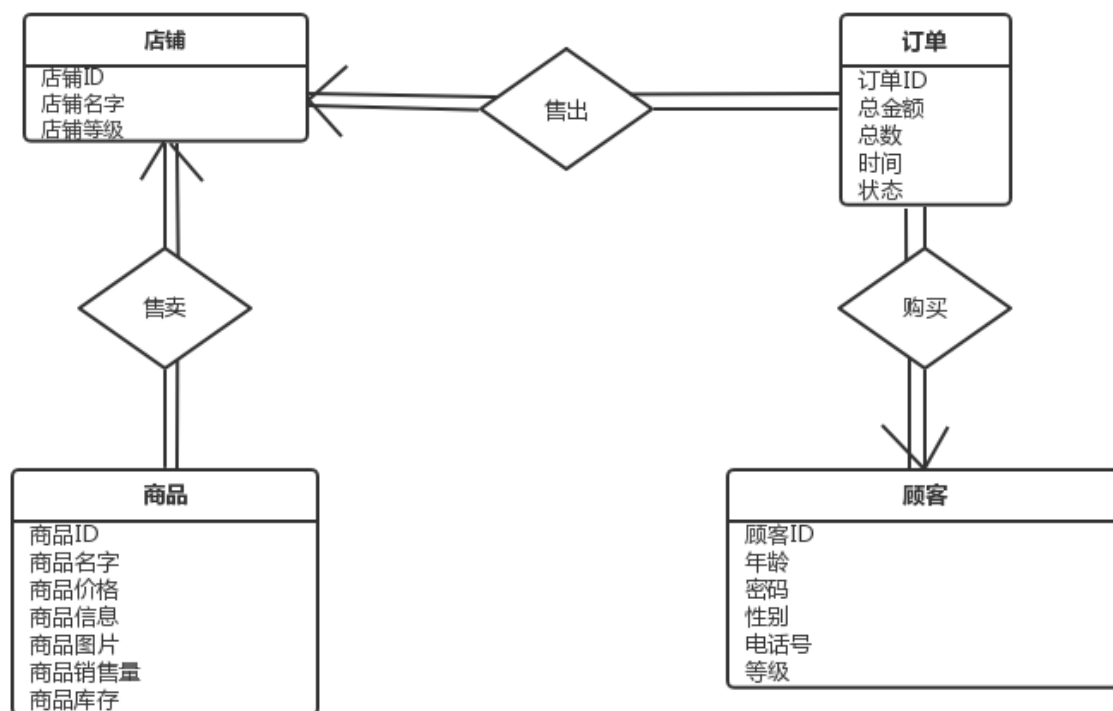 店铺
店铺ID
店铺名字
店铺等级
售出
订单
订单ID
总金额
总数
时间
状态
售卖
购买
商品
商品ID
商品名字
商品价格
商品信息
商品图片
商品销售量
商品库存
顾客
顾客ID
年龄
密码
性别
电话号
等级